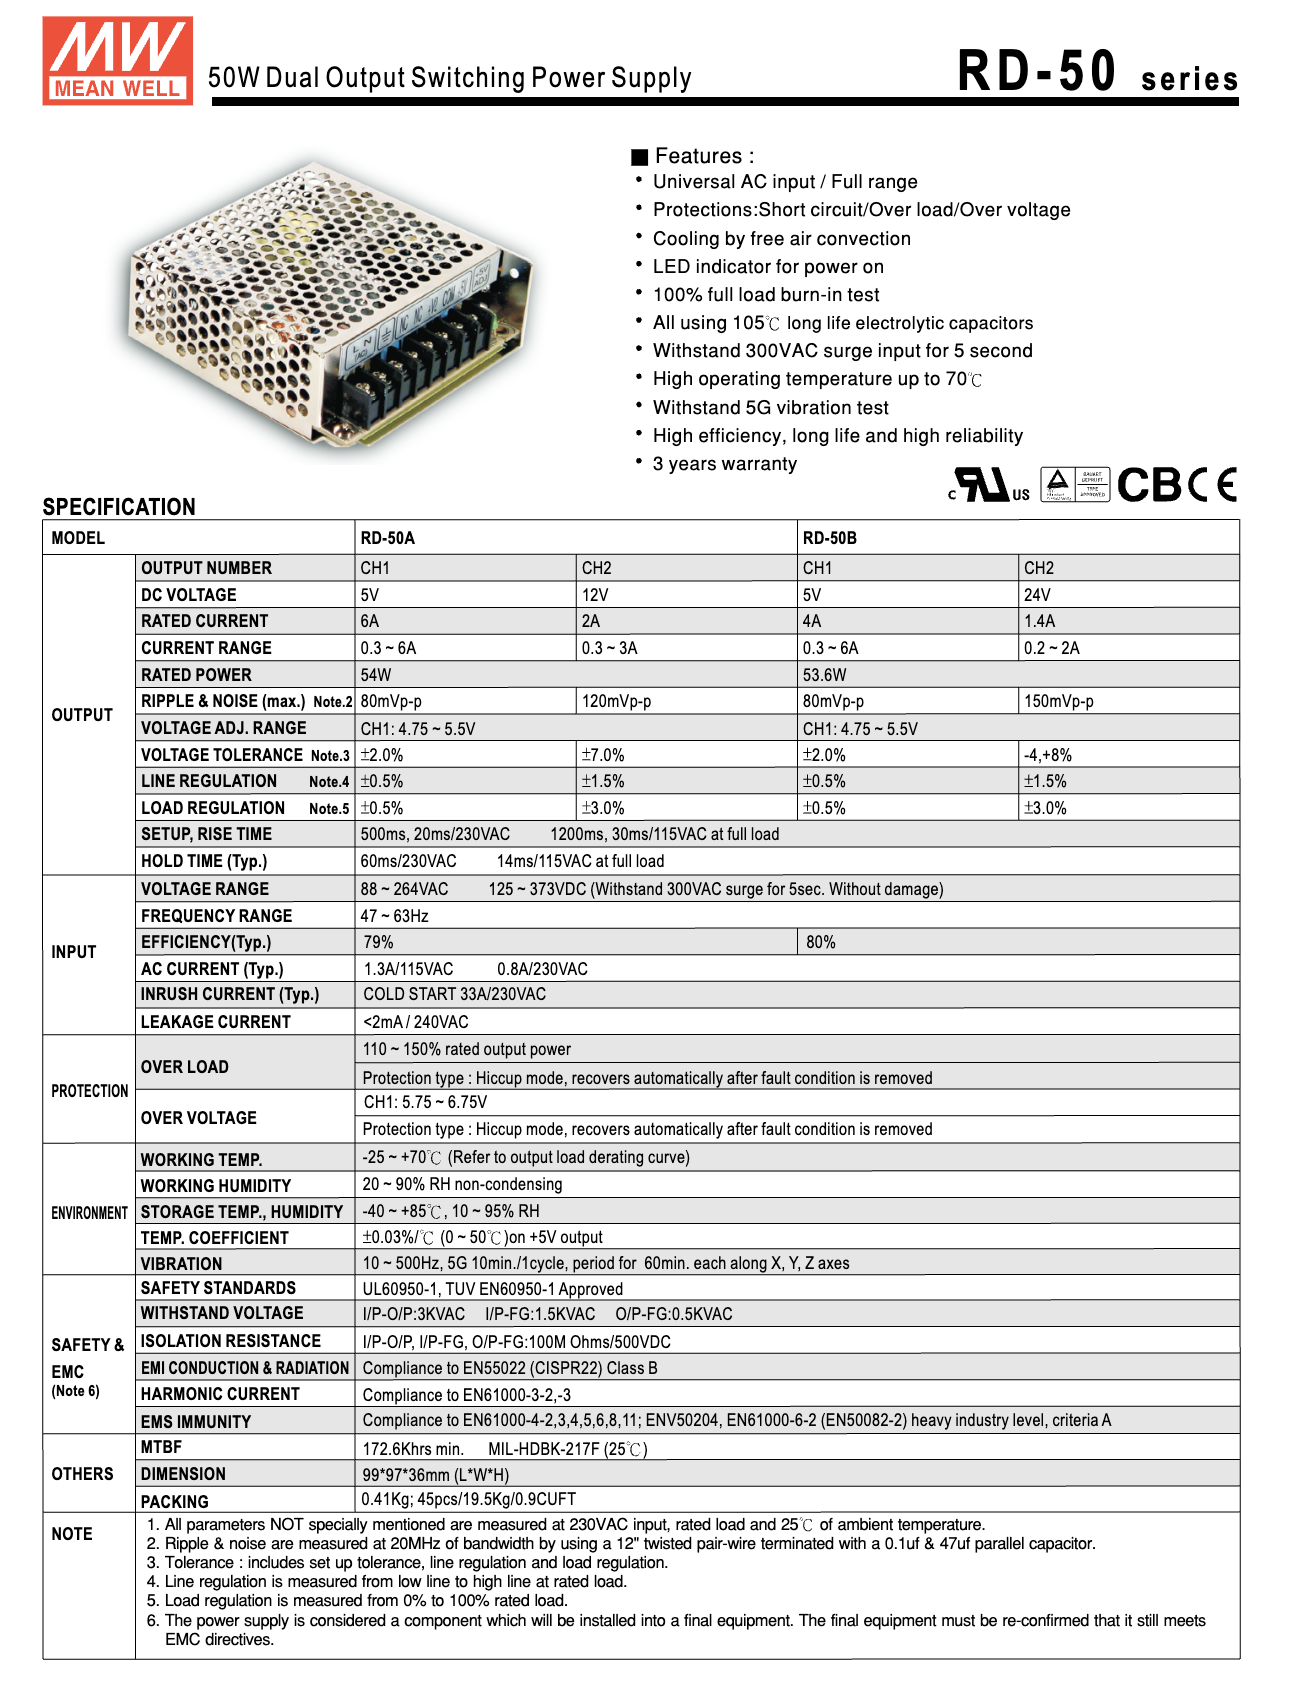 MW
MEAN WELL
50W Dual Output Switching Power Supply
RD-50 series
■ Features :
· Universal AC input / Full range
· Protections:Short circuit/Over load/Over voltage
· Cooling by free air convection
· LED indicator for power on
· 100% full load burn-in test
· All using 105℃ long life electrolytic capacitors
· Withstand 300VAC surge input for 5 second
· High operating temperature up to 70℃
· Withstand 5G vibration test
· High efficiency, long life and high reliability
· 3 years warranty
L N (AC) ⏚ NC NC +V2 COM +5V
c US BAUART GEPRUFT TYPE APPROVED CB CE
SPECIFICATION
MODEL RD-50A RD-50B
OUTPUT
OUTPUT NUMBER CH1 CH2 CH1 CH2
DC VOLTAGE 5V 12V 5V 24V
RATED CURRENT 6A 2A 4A 1.4A
CURRENT RANGE 0.3 ~ 6A 0.3 ~ 3A 0.3 ~ 6A 0.2 ~ 2A
RATED POWER 54W 53.6W
RIPPLE & NOISE (max.) Note.2 80mVp-p 120mVp-p 80mVp-p 150mVp-p
VOLTAGE ADJ. RANGE CH1: 4.75 ~ 5.5V CH1: 4.75 ~ 5.5V
VOLTAGE TOLERANCE Note.3 ±2.0% ±7.0% ±2.0% -4,+8%
LINE REGULATION Note.4 ±0.5% ±1.5% ±0.5% ±1.5%
LOAD REGULATION Note.5 ±0.5% ±3.0% ±0.5% ±3.0%
SETUP, RISE TIME 500ms, 20ms/230VAC 1200ms, 30ms/115VAC at full load
HOLD TIME (Typ.) 60ms/230VAC 14ms/115VAC at full load
INPUT
VOLTAGE RANGE 88 ~ 264VAC 125 ~ 373VDC (Withstand 300VAC surge for 5sec. Without damage)
FREQUENCY RANGE 47 ~ 63Hz
EFFICIENCY(Typ.) 79% 80%
AC CURRENT (Typ.) 1.3A/115VAC 0.8A/230VAC
INRUSH CURRENT (Typ.) COLD START 33A/230VAC
LEAKAGE CURRENT <2mA / 240VAC
PROTECTION
OVER LOAD 110 ~ 150% rated output power
Protection type : Hiccup mode, recovers automatically after fault condition is removed
OVER VOLTAGE CH1: 5.75 ~ 6.75V
Protection type : Hiccup mode, recovers automatically after fault condition is removed
ENVIRONMENT
WORKING TEMP. -25 ~ +70℃ (Refer to output load derating curve)
WORKING HUMIDITY 20 ~ 90% RH non-condensing
STORAGE TEMP., HUMIDITY -40 ~ +85℃, 10 ~ 95% RH
TEMP. COEFFICIENT ±0.03%/℃ (0 ~ 50℃)on +5V output
VIBRATION 10 ~ 500Hz, 5G 10min./1cycle, period for 60min. each along X, Y, Z axes
SAFETY &
EMC
(Note 6)
SAFETY STANDARDS UL60950-1, TUV EN60950-1 Approved
WITHSTAND VOLTAGE I/P-O/P:3KVAC I/P-FG:1.5KVAC O/P-FG:0.5KVAC
ISOLATION RESISTANCE I/P-O/P, I/P-FG, O/P-FG:100M Ohms/500VDC
EMI CONDUCTION & RADIATION Compliance to EN55022 (CISPR22) Class B
HARMONIC CURRENT Compliance to EN61000-3-2,-3
EMS IMMUNITY Compliance to EN61000-4-2,3,4,5,6,8,11; ENV50204, EN61000-6-2 (EN50082-2) heavy industry level, criteria A
OTHERS
MTBF 172.6Khrs min. MIL-HDBK-217F (25℃)
DIMENSION 99*97*36mm (L*W*H)
PACKING 0.41Kg; 45pcs/19.5Kg/0.9CUFT
NOTE
1. All parameters NOT specially mentioned are measured at 230VAC input, rated load and 25℃ of ambient temperature.
2. Ripple & noise are measured at 20MHz of bandwidth by using a 12" twisted pair-wire terminated with a 0.1uf & 47uf parallel capacitor.
3. Tolerance : includes set up tolerance, line regulation and load regulation.
4. Line regulation is measured from low line to high line at rated load.
5. Load regulation is measured from 0% to 100% rated load.
6. The power supply is considered a component which will be installed into a final equipment. The final equipment must be re-confirmed that it still meets
EMC directives.